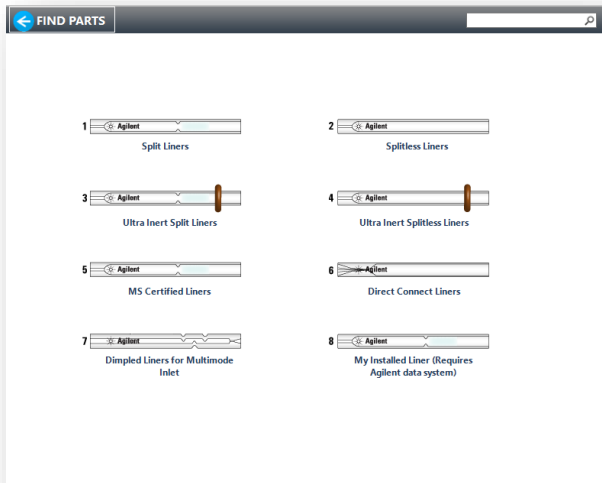 FIND PARTS
1 Agilent
Split Liners
2 Agilent
Splitless Liners
3 Agilent
Ultra Inert Split Liners
4 Agilent
Ultra Inert Splitless Liners
5 Agilent
MS Certified Liners
6 Agilent
Direct Connect Liners
7 Agilent
Dimpled Liners for Multimode
Inlet
8 Agilent
My Installed Liner (Requires
Agilent data system)